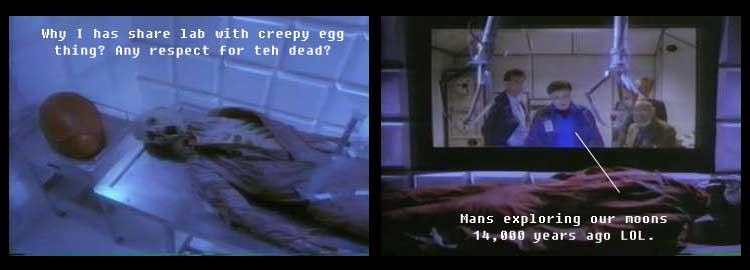 Why I has share lab with creepy egg
thing? Any respect for teh dead?
Mans exploring our moons
14,000 years ago LOL.